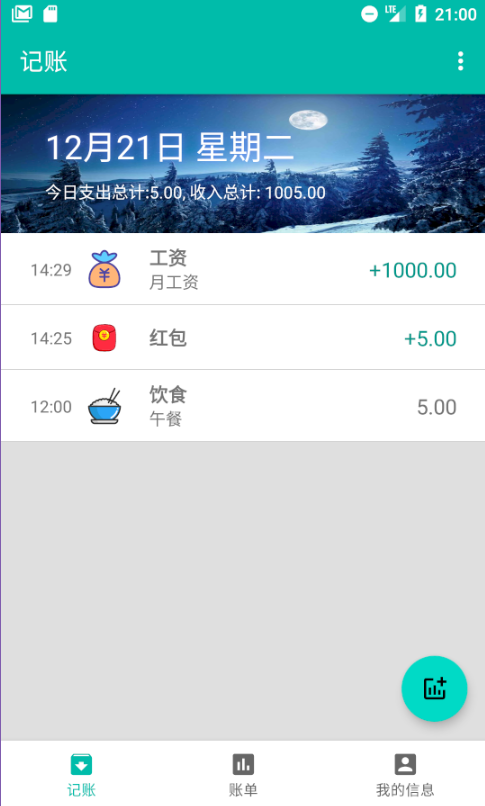 LTE 21:00
记账
12月21日 星期二
今日支出总计:5.00, 收入总计: 1005.00
14:29 工资 +1000.00
月工资
14:25 红包 +5.00
12:00 饮食 5.00
午餐
记账 账单 我的信息